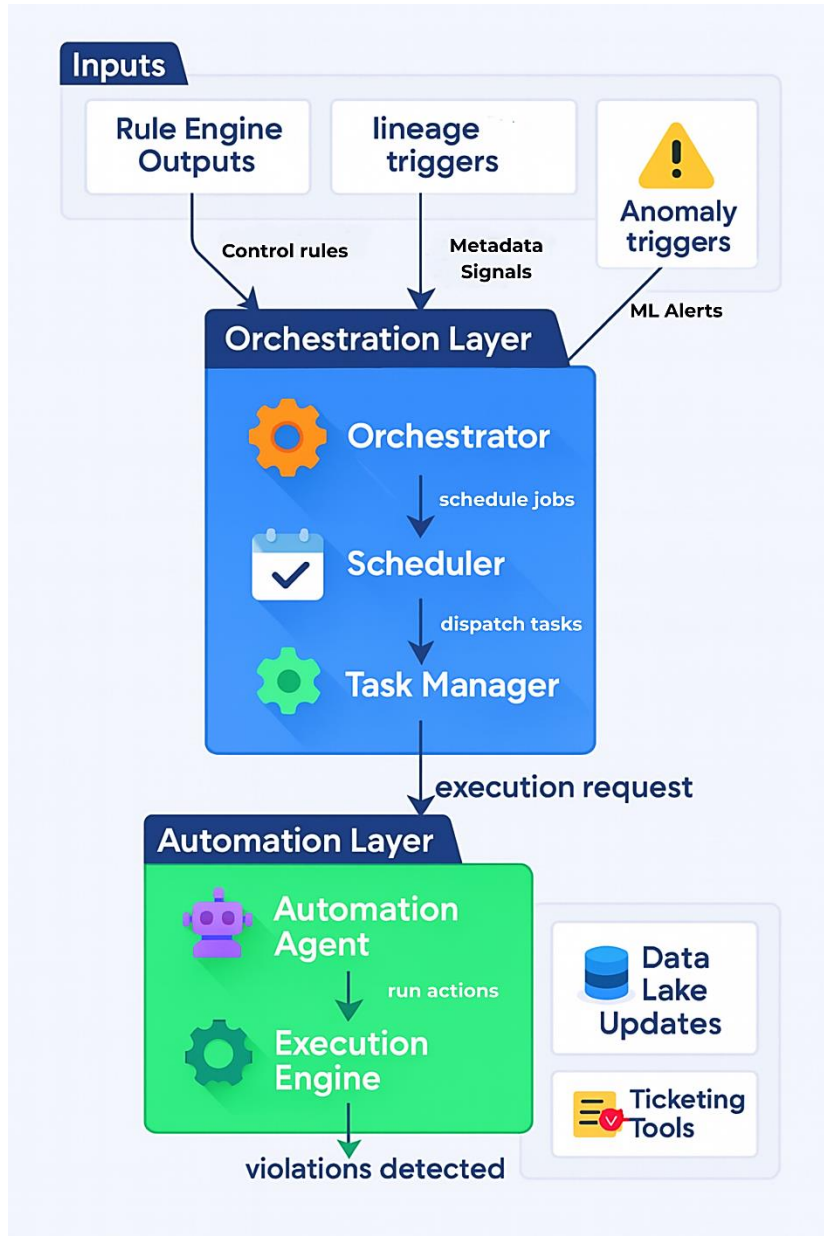 Inputs
Rule Engine
Outputs
lineage
triggers
Anomaly
triggers
Control rules
Metadata
Signals
ML Alerts
Orchestration Layer
Orchestrator
schedule jobs
Scheduler
dispatch tasks
Task Manager
execution request
Automation Layer
Automation
Agent
run actions
Execution
Engine
violations detected
Data
Lake
Updates
Ticketing
Tools